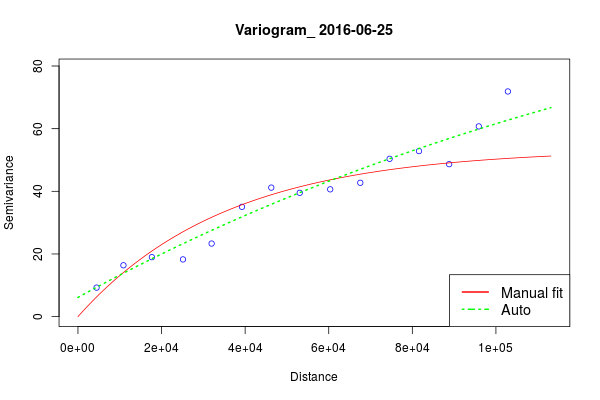 Variogram_ 2016-06-25
80
60
40
20
0
Semivariance
0e+00 2e+04 4e+04 6e+04 8e+04 1e+05
Distance
Manual fit
Auto